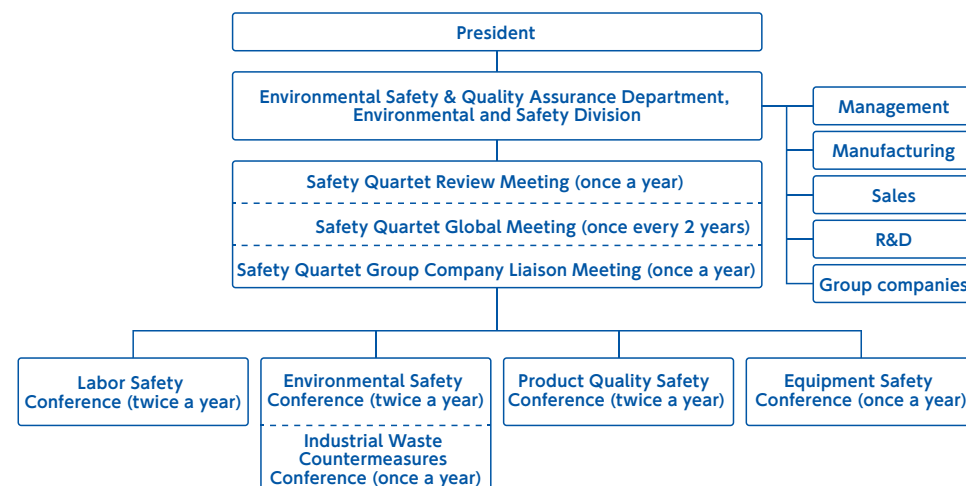 President
Environmental Safety & Quality Assurance Department,
Environmental and Safety Division
Management
Manufacturing
Sales
R&D
Group companies
Safety Quartet Review Meeting (once a year)
Safety Quartet Global Meeting (once every 2 years)
Safety Quartet Group Company Liaison Meeting (once a year)
Labor Safety
Conference (twice a year)
Environmental Safety
Conference (twice a year)
Industrial Waste
Countermeasures
Conference (once a year)
Product Quality Safety
Conference (twice a year)
Equipment Safety
Conference (once a year)